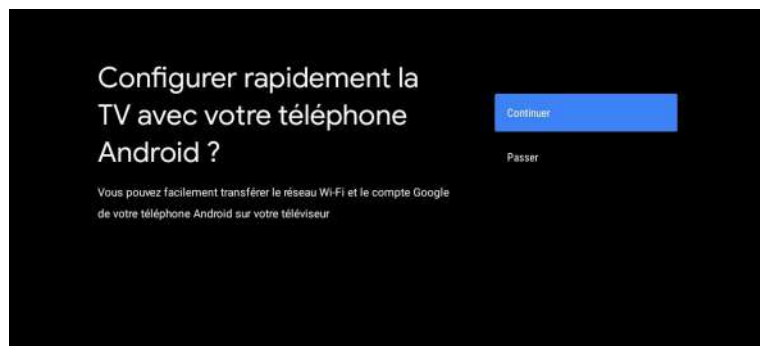 Configurer rapidement la
TV avec votre téléphone
Android ?
Vous pouvez facilement transférer le réseau Wi-Fi et le compte Google
de votre téléphone Android sur votre téléviseur
Continuer
Passer